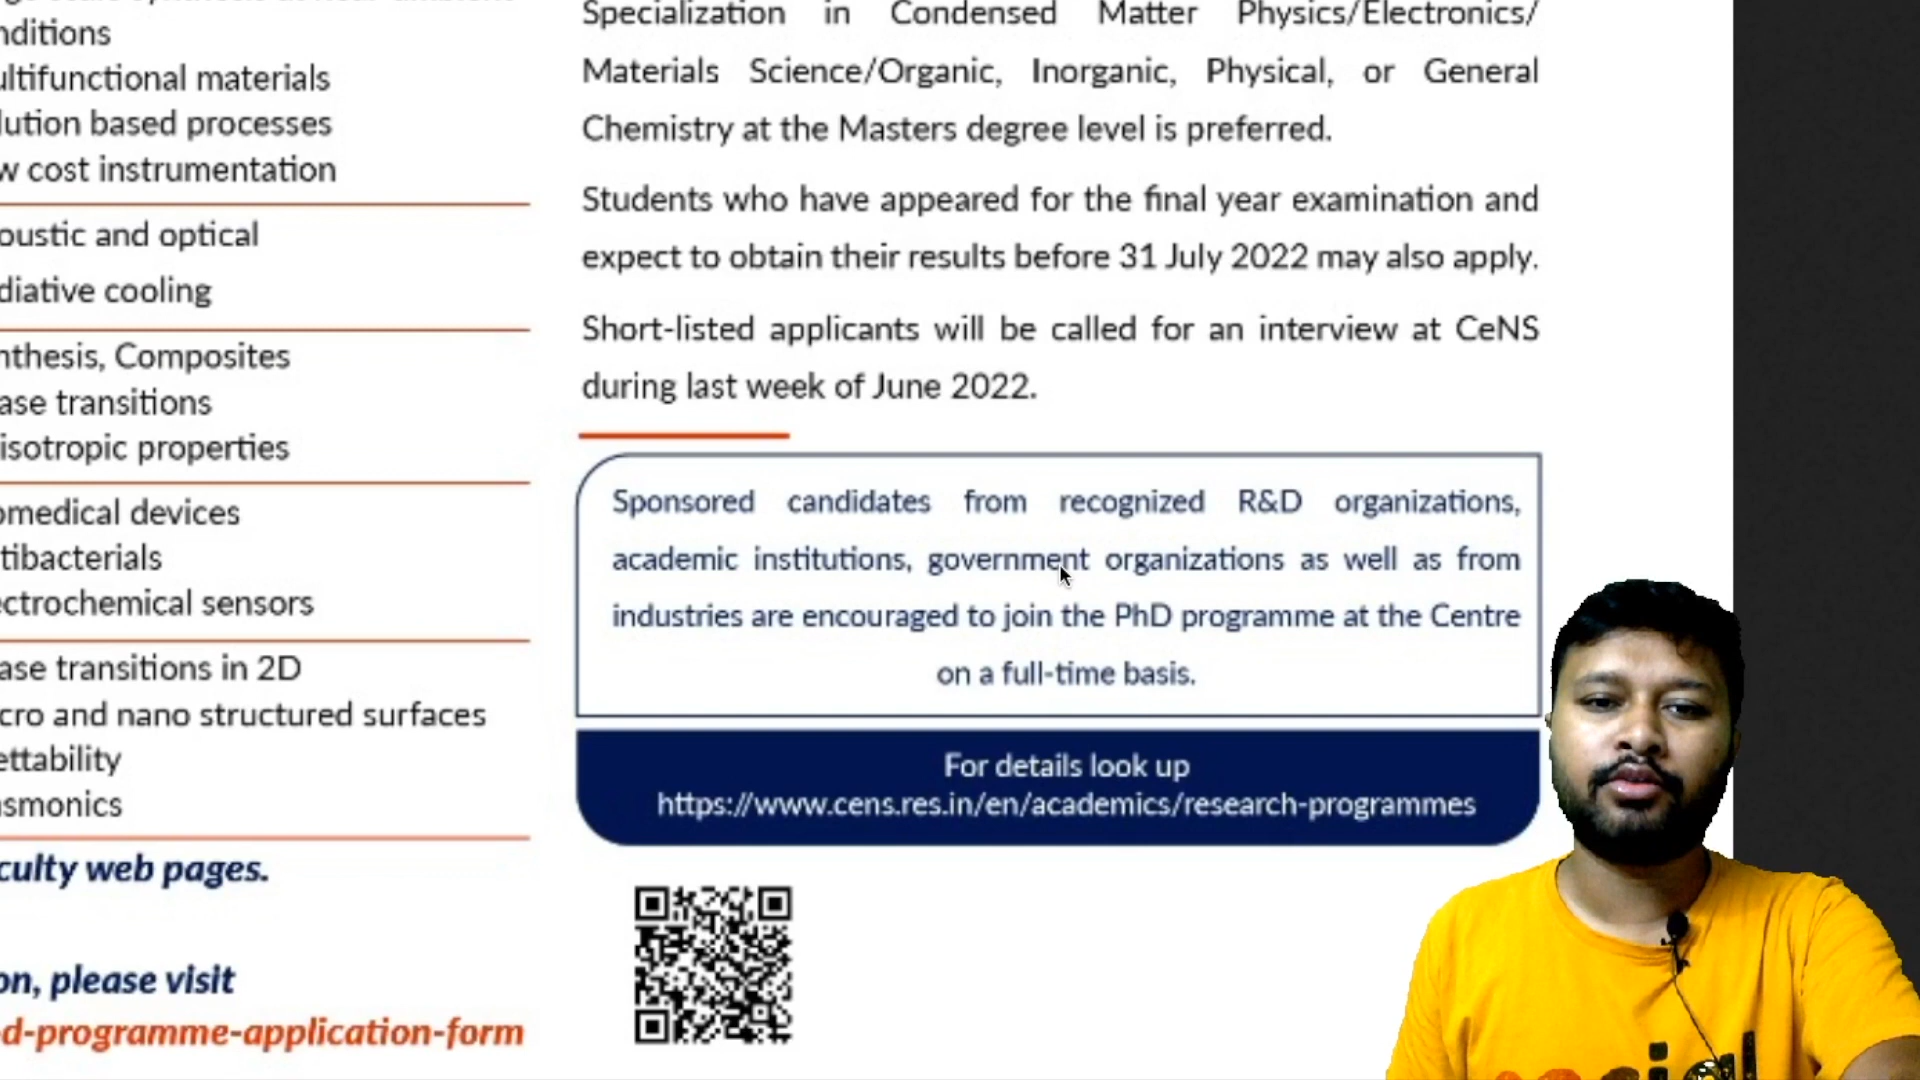 nditions
ultifunctional materials
lution based processes
w cost instrumentation
oustic and optical
diative cooling
nthesis, Composites
ase transitions
isotropic properties
omedical devices
tibacterials
ectrochemical sensors
ase transitions in 2D
cro and nano structured surfaces
ettability
asmonics
culty web pages.
on, please visit
d-programme-application-form
Specialization in Condensed Matter Physics/Electronics/
Materials Science/Organic, Inorganic, Physical, or General
Chemistry at the Masters degree level is preferred.
Students who have appeared for the final year examination and
expect to obtain their results before 31 July 2022 may also apply.
Short-listed applicants will be called for an interview at CeNS
during last week of June 2022.
Sponsored candidates from recognized R&D organizations,
academic institutions, government organizations as well as from
industries are encouraged to join the PhD programme at the Centre
on a full-time basis.
For details look up
https://www.cens.res.in/en/academics/research-programmes